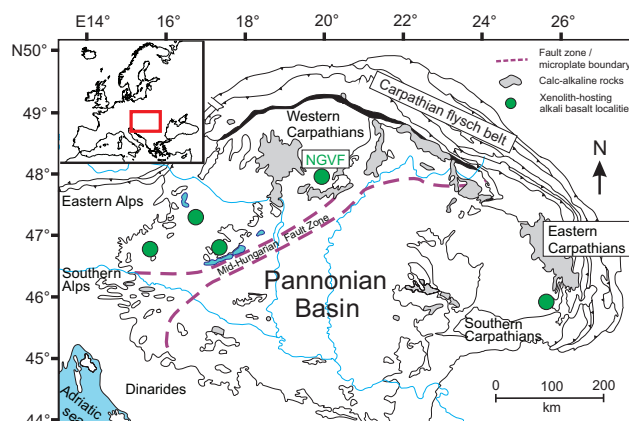 E14° 16 18 20 22 24 26
N50°
49°
48°
47°
46°
45°
44°
Fault zone /
microplate boundary
Calc-alkaline rocks
Xenolith-hosting
alkali basalt localities
N
Carpathian flysch belt
Western
Carpathians
NGVF
Eastern Alps
Mid-Hungarian Fault Zone
Southern
Alps
Pannonian
Basin
Eastern
Carpathians
Southern
Carpathians
Dinarides
Adriatic
sea
0 100 200
km